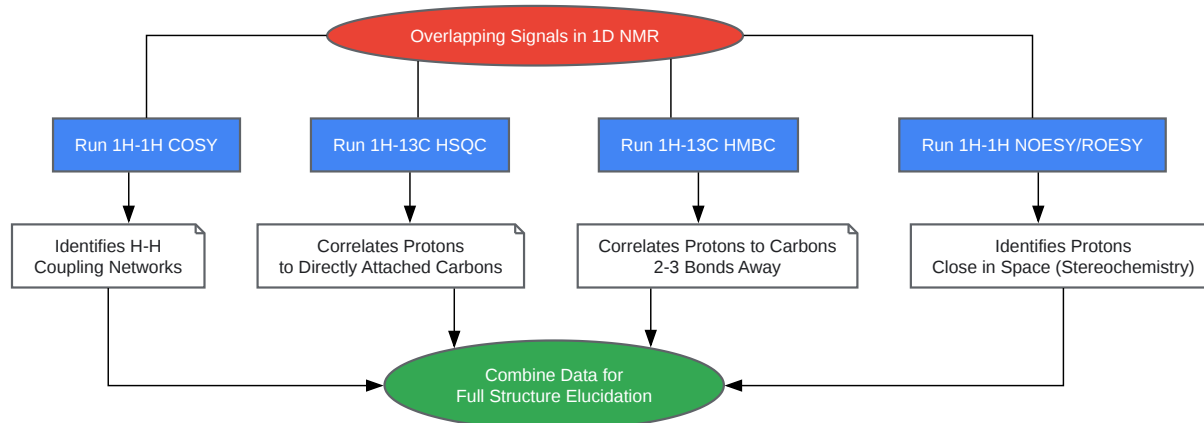 Overlapping Signals in 1D NMR
Run 1H-1H COSY
Run 1H-13C HSQC
Run 1H-13C HMBC
Run 1H-1H NOESY/ROESY
Identifies H-H
Coupling Networks
Correlates Protons
to Directly Attached Carbons
Correlates Protons to Carbons
2-3 Bonds Away
Identifies Protons
Close in Space (Stereochemistry)
Combine Data for
Full Structure Elucidation